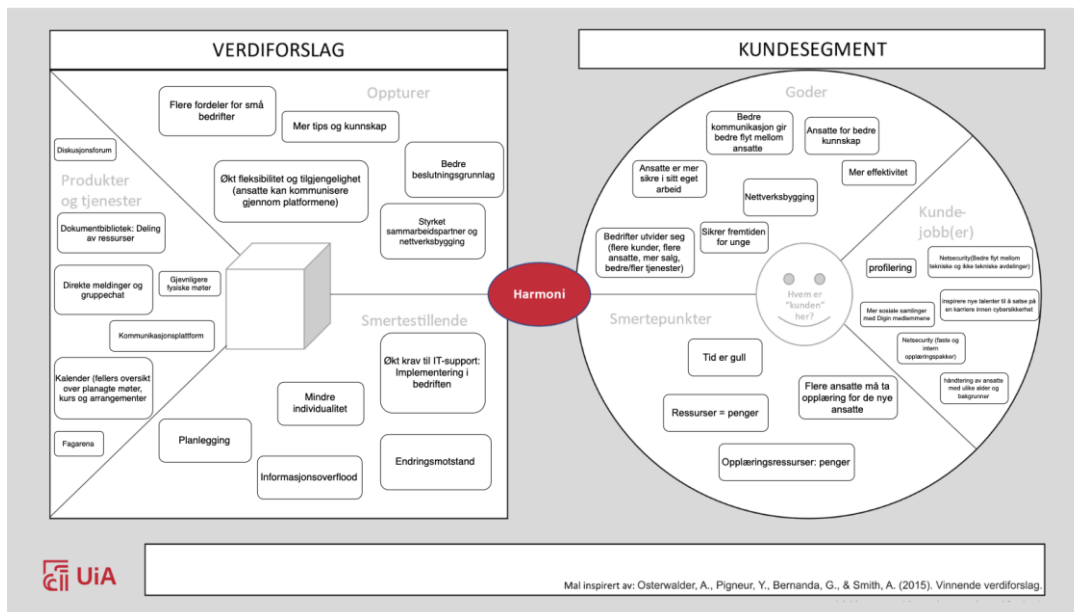 VERDIFORSLAG
Oppturer
Flere fordeler for små
bedrifter
Mer tips og kunnskap
Diskusjonsforum
Bedre
beslutningsgrunnlag
Økt fleksibilitet og tilgjengelighet
(ansatte kan kommunisere
gjennom platformene)
Styrket
sammarbeidspartner og
nettverksbygging
Produkter
og tjenester
Dokumentbibliotek: Deling
av ressurser
Direkte meldinger og
gruppechat
Gjevnligere
fysiske møter
Kommunikasjonsplattform
Kalender (fellers oversikt
over planagte møter,
kurs og arrangementer
Fagarena
Smertestillende
Økt krav til IT-support:
Implementering i
bedriften
Mindre
individualitet
Planlegging
Informasjonsoverflood
Endringsmotstand
Harmoni
KUNDESEGMENT
Goder
Bedre
kommunikasjon gir
bedre flyt mellom
ansatte
Ansatte for bedre
kunnskap
Ansatte er mer
sikre i sitt eget
arbeid
Mer effektivitet
Nettverksbygging
Bedrifter utvider seg
(flere kunder, flere
ansatte, mer salg,
bedre/fler tjenester)
Sikrer fremtiden
for unge
Kunde-
jobb(er)
Netsecurity(Bedre flyt mellom
tekniske og ikke tekniske avdelinger)
profilering
inspirere nye talenter til å satse på
en karriere innen cybersikkerhet
Mer sosiale samlinger
med Digin medlemmene
Netsecurity (faste og
intern
opplæringspakker)
håndtering av ansatte
med ulike alder og
bakgrunner
Hvem er
"kunden"
her?
Smertepunkter
Tid er gull
Flere ansatte må ta
opplæring for de nye
ansatte
Ressurser = penger
Opplæringsressurser: penger
UiA
Mal inspirert av: Osterwalder, A., Pigneur, Y., Bernanda, G., & Smith, A. (2015). Vinnende verdiforslag.